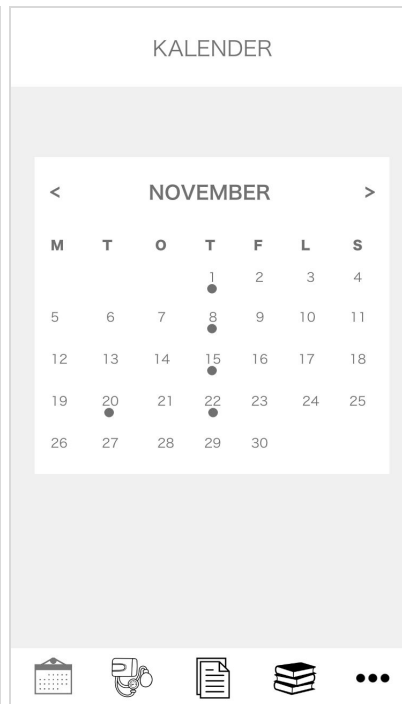 KALENDER
< NOVEMBER >
M T O T F L S
1 2 3 4
5 6 7 8 9 10 11
12 13 14 15 16 17 18
19 20 21 22 23 24 25
26 27 28 29 30